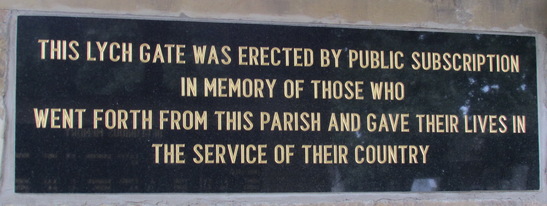 THIS LYCH GATE WAS ERECTED BY PUBLIC SUBSCRIPTION
IN MEMORY OF THOSE WHO
WENT FORTH FROM THIS PARISH AND GAVE THEIR LIVES IN
THE SERVICE OF THEIR COUNTRY